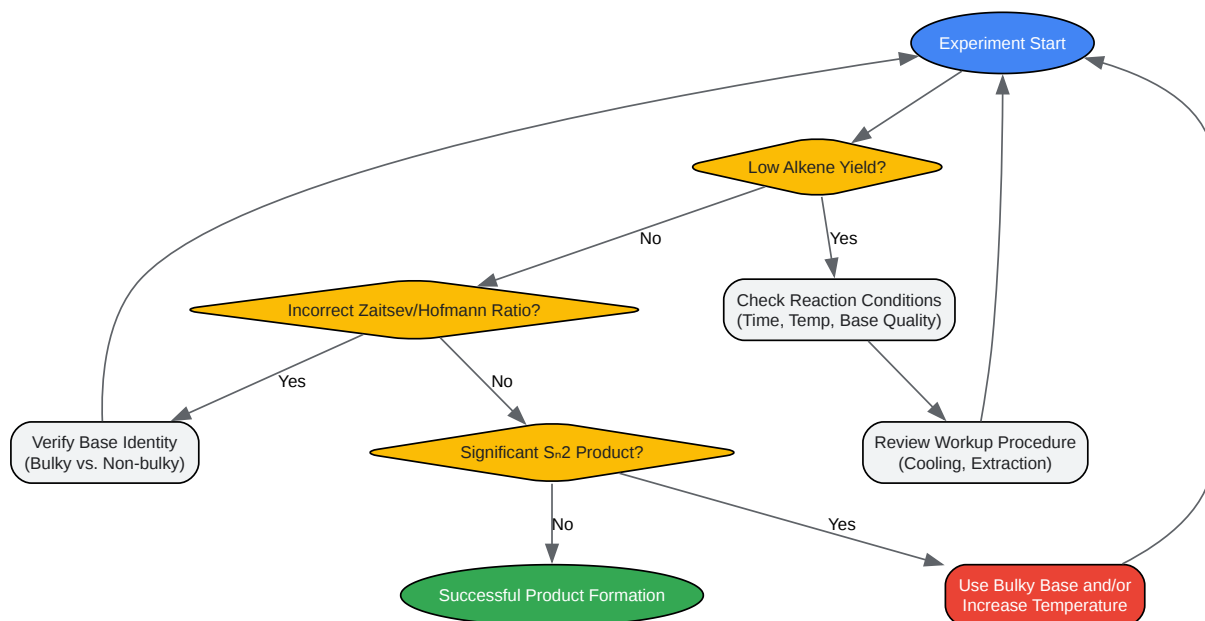 Experiment Start
Low Alkene Yield?
No
Yes
Incorrect Zaitsev/Hofmann Ratio?
Check Reaction Conditions
(Time, Temp, Base Quality)
Yes
No
Verify Base Identity
(Bulky vs. Non-bulky)
Significant Sₙ2 Product?
Review Workup Procedure
(Cooling, Extraction)
No
Yes
Successful Product Formation
Use Bulky Base and/or
Increase Temperature